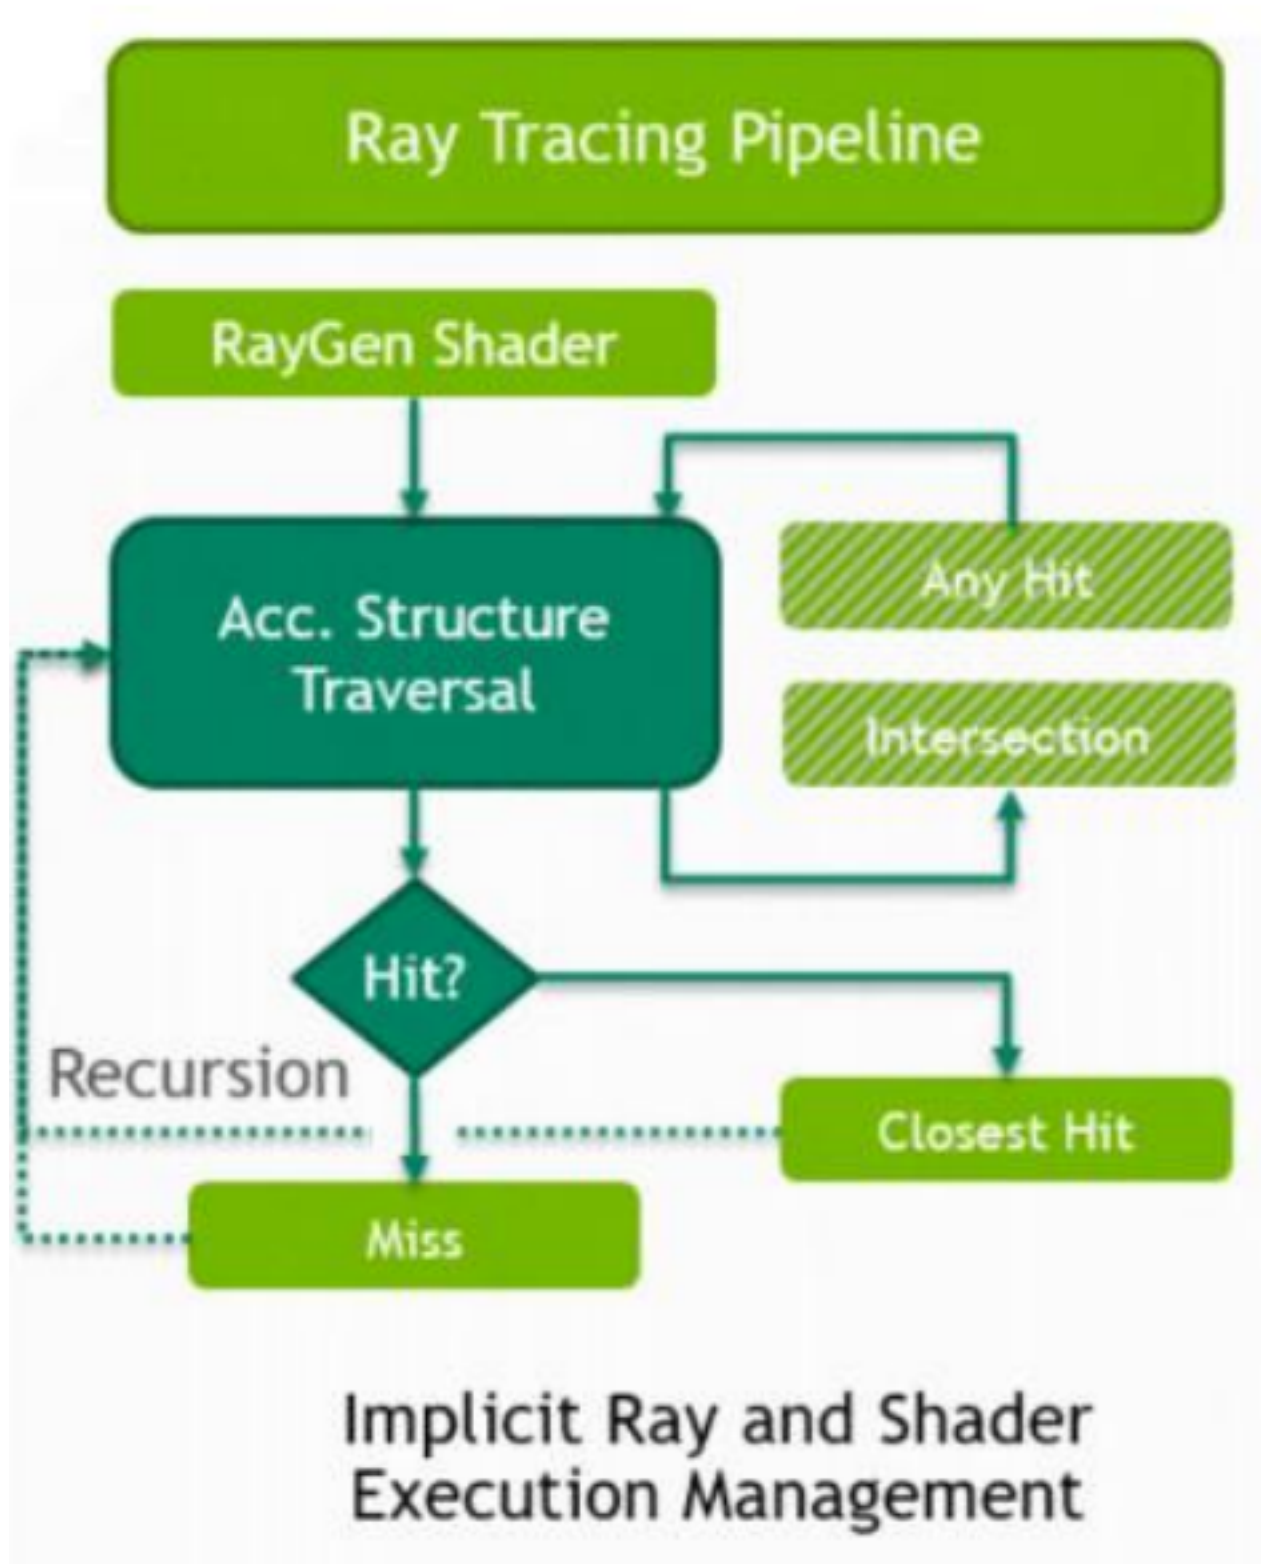 Ray Tracing Pipeline
RayGen Shader
Acc. Structure
Traversal
Any Hit
Intersection
Hit?
Recursion
Closest Hit
Miss
Implicit Ray and Shader
Execution Management